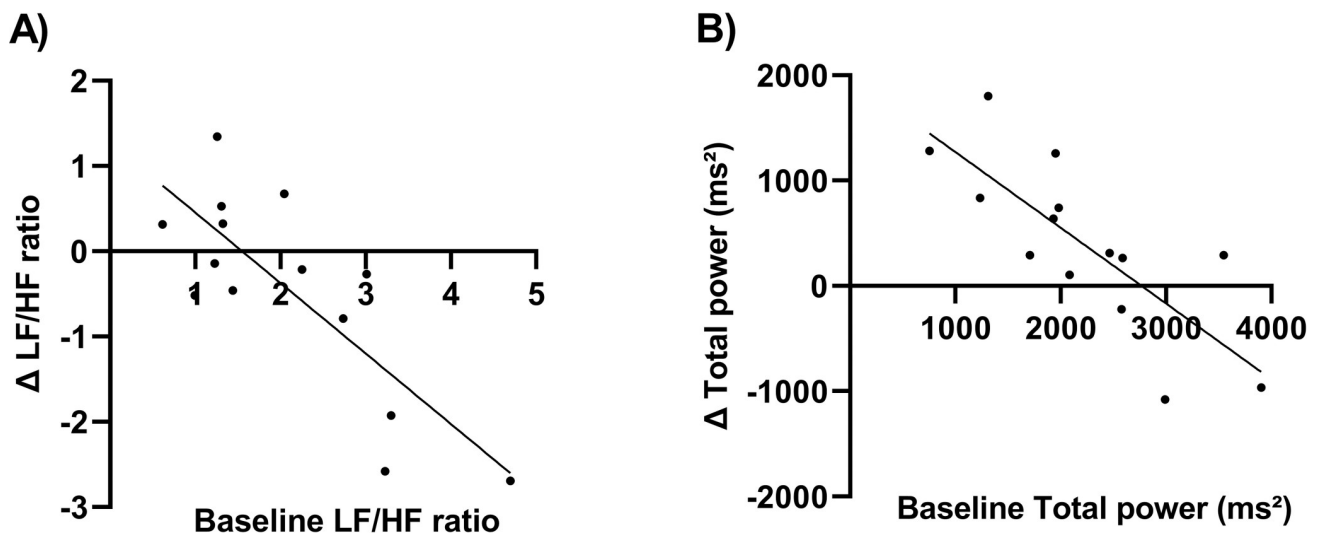 A)
2
1
0
-1
-2
-3
1 2 3 4 5
Δ LF/HF ratio
Baseline LF/HF ratio
B)
2000
1000
0
-1000
-2000
1000 2000 3000 4000
Δ Total power (ms²)
Baseline Total power (ms²)